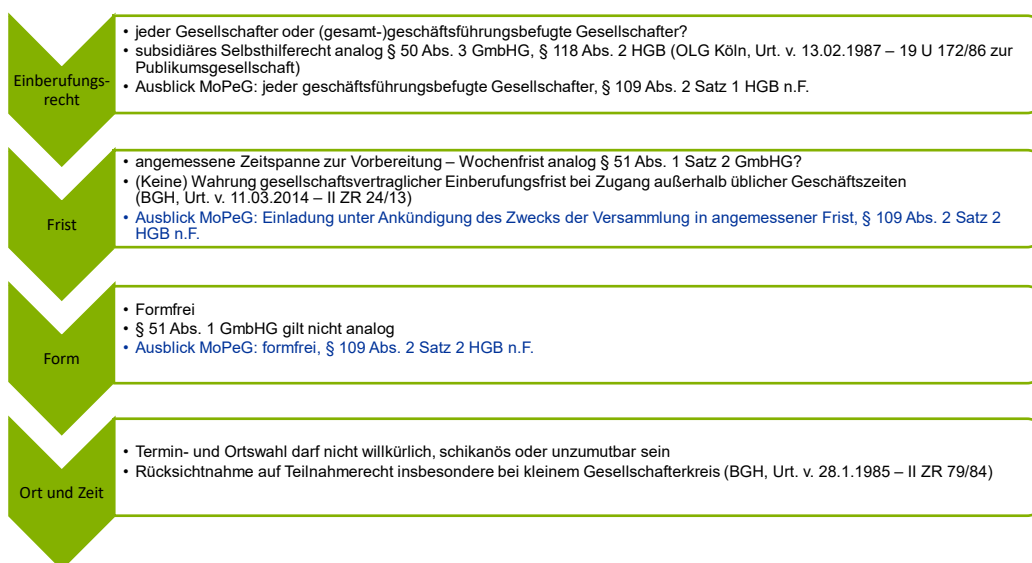 Einberufungs-
recht
• jeder Gesellschafter oder (gesamt-)geschäftsführungsbefugte Gesellschafter?
• subsidiäres Selbsthilferecht analog § 50 Abs. 3 GmbHG, § 118 Abs. 2 HGB (OLG Köln, Urt. v. 13.02.1987 – 19 U 172/86 zur
Publikumsgesellschaft)
• Ausblick MoPeG: jeder geschäftsführungsbefugte Gesellschafter, § 109 Abs. 2 Satz 1 HGB n.F.
Frist
• angemessene Zeitspanne zur Vorbereitung – Wochenfrist analog § 51 Abs. 1 Satz 2 GmbHG?
• (Keine) Wahrung gesellschaftsvertraglicher Einberufungsfrist bei Zugang außerhalb üblicher Geschäftszeiten
(BGH, Urt. v. 11.03.2014 – II ZR 24/13)
• Ausblick MoPeG: Einladung unter Ankündigung des Zwecks der Versammlung in angemessener Frist, § 109 Abs. 2 Satz 2
HGB n.F.
Form
• Formfrei
• § 51 Abs. 1 GmbHG gilt nicht analog
• Ausblick MoPeG: formfrei, § 109 Abs. 2 Satz 2 HGB n.F.
Ort und Zeit
• Termin- und Ortswahl darf nicht willkürlich, schikanös oder unzumutbar sein
• Rücksichtnahme auf Teilnahmerecht insbesondere bei kleinem Gesellschafterkreis (BGH, Urt. v. 28.1.1985 – II ZR 79/84)